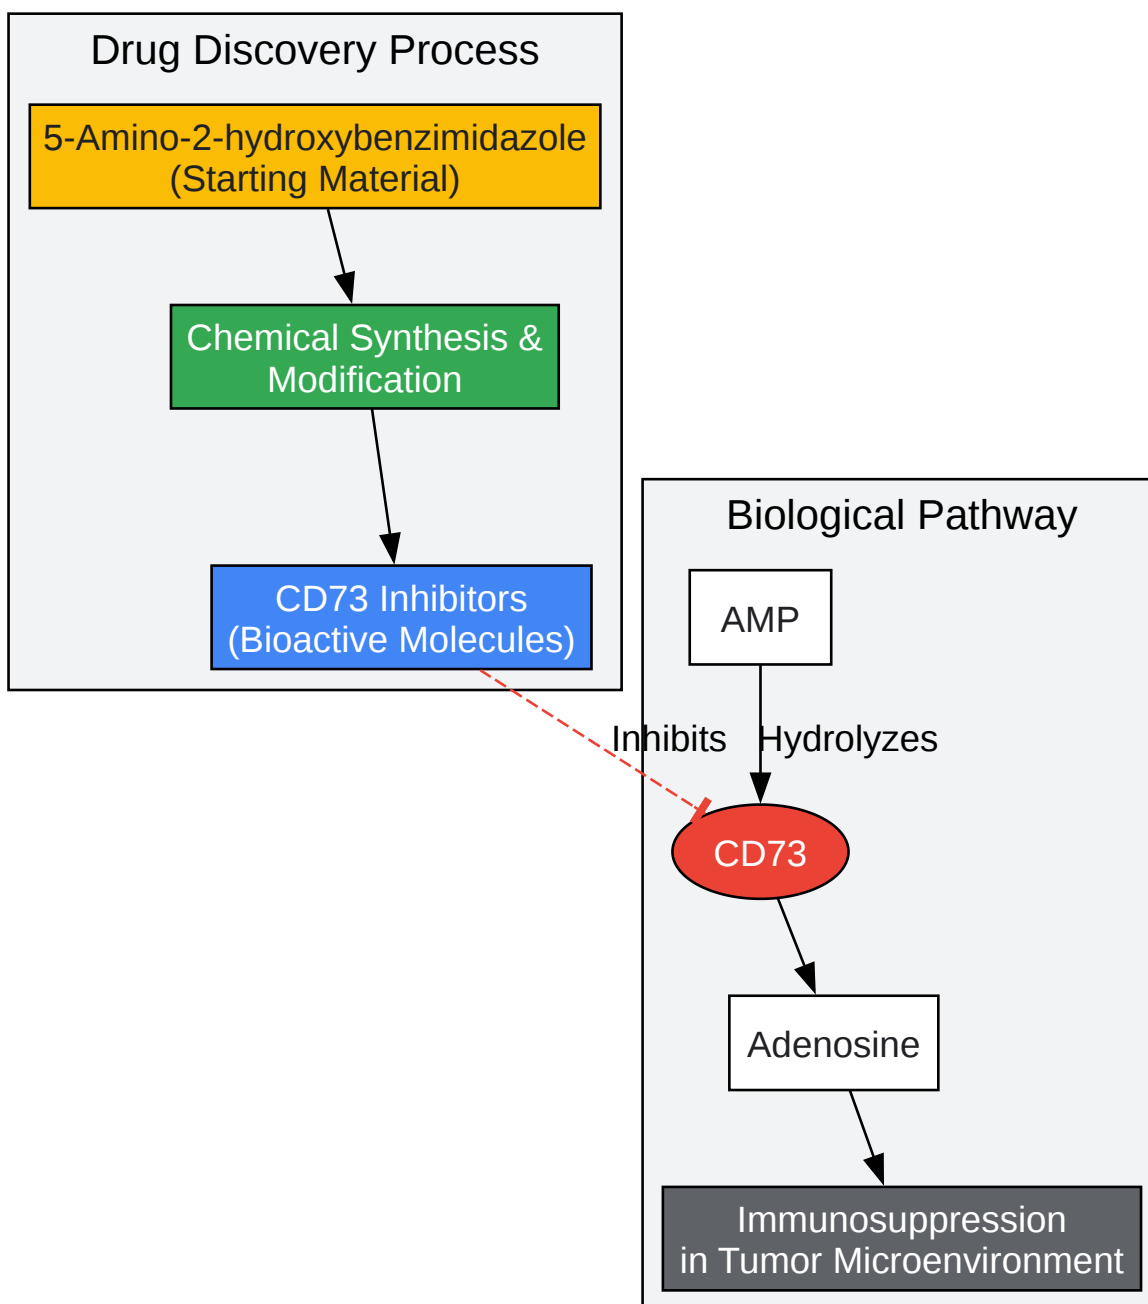 Drug Discovery Process
5-Amino-2-hydroxybenzimidazole
(Starting Material)
Chemical Synthesis &
Modification
CD73 Inhibitors
(Bioactive Molecules)
Biological Pathway
AMP
Inhibits
Hydrolyzes
CD73
Adenosine
Immunosuppression
in Tumor Microenvironment